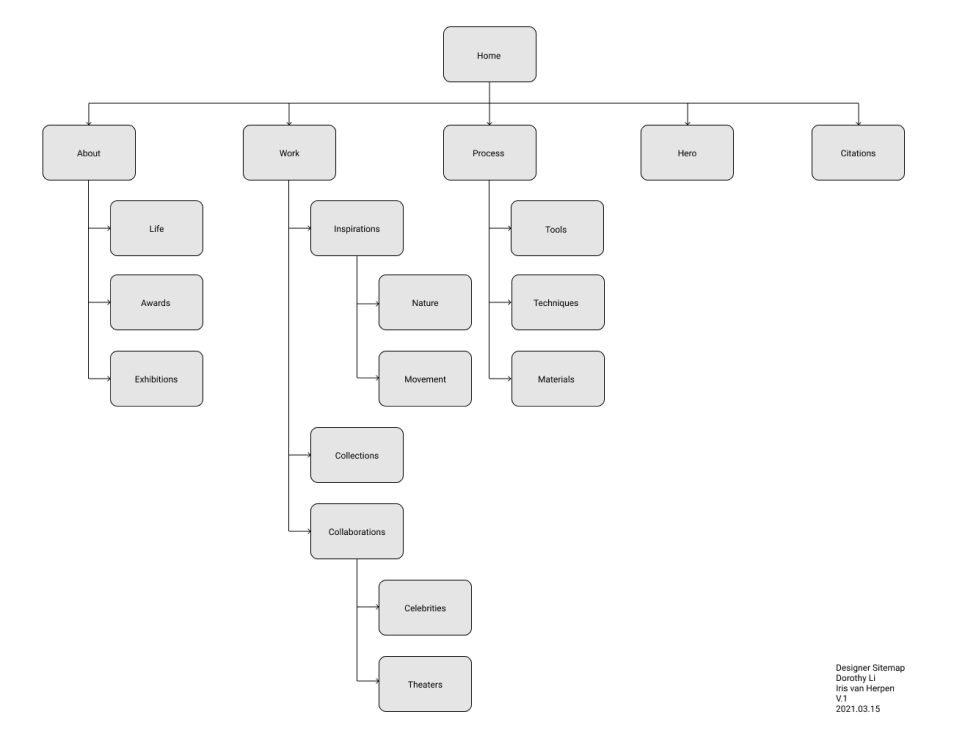 Home
About
Work
Process
Hero
Citations
Life
Inspirations
Tools
Awards
Nature
Techniques
Exhibitions
Movement
Materials
Collections
Collaborations
Celebrities
Theaters
Designer Sitemap
Dorothy Li
Iris van Herpen
V.1
2021.03.15